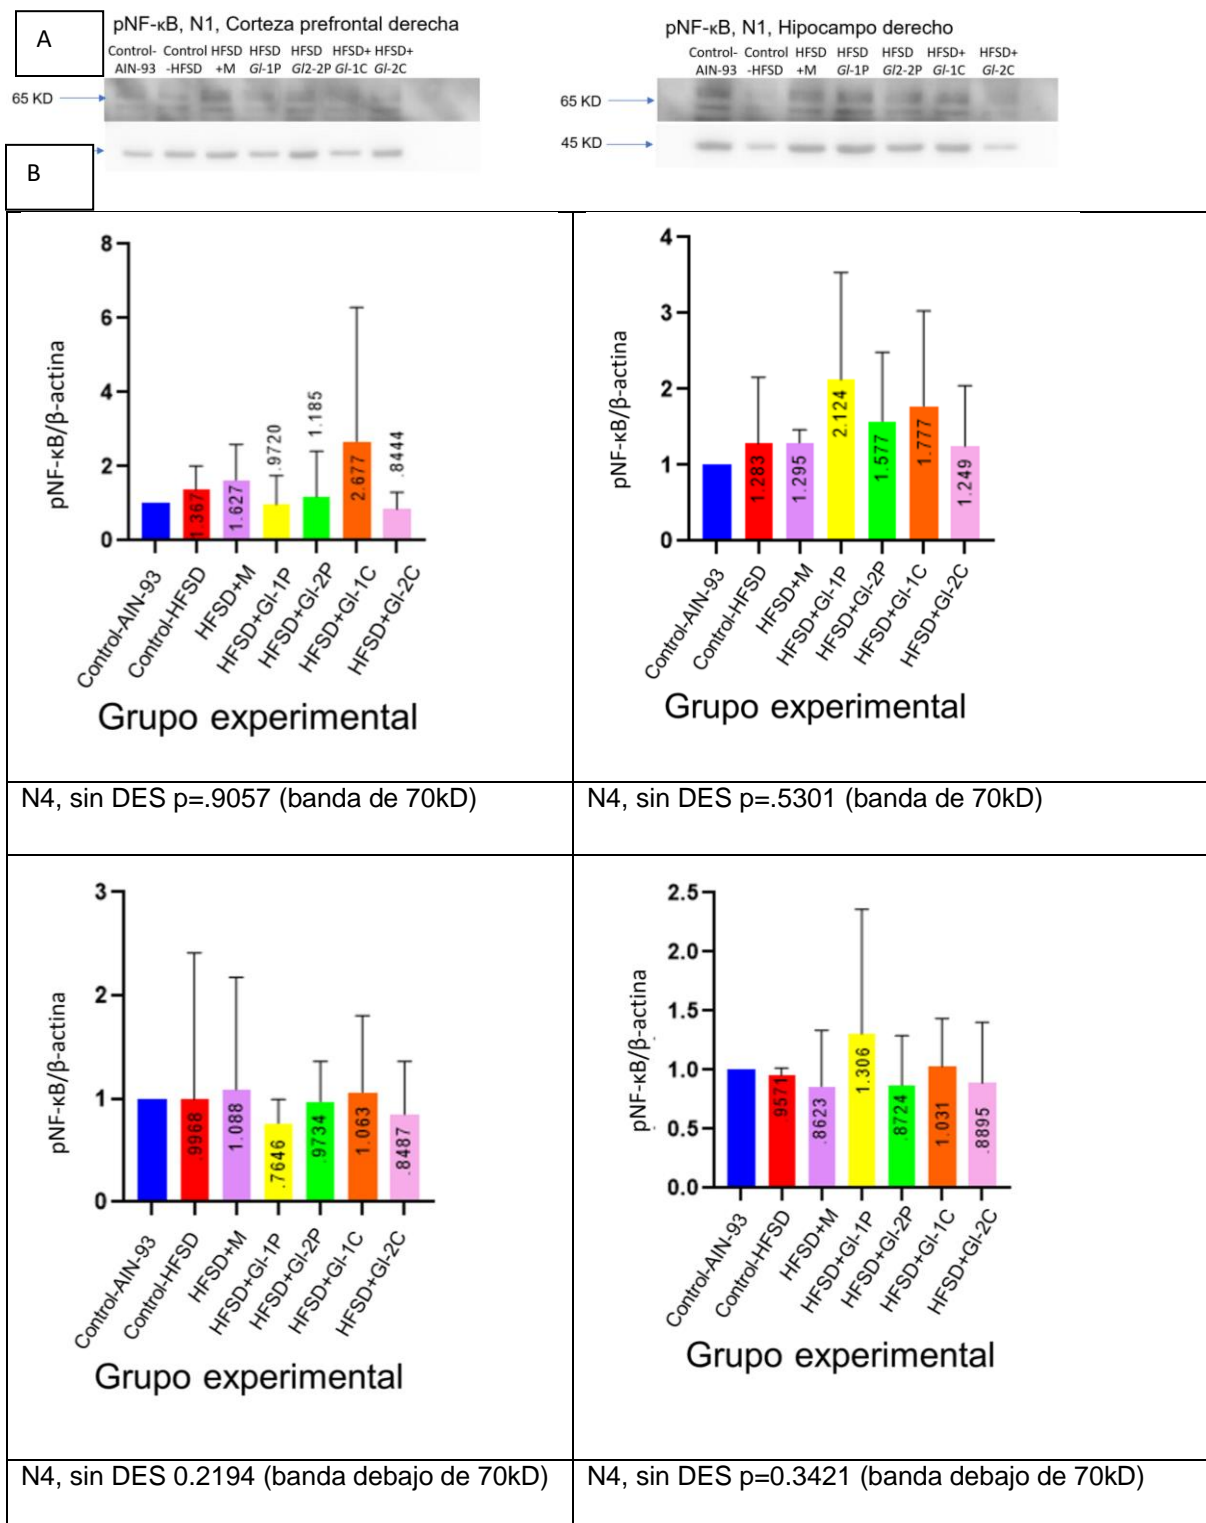 A
pNF-κB, N1, Corteza prefrontal derecha
Control- Control HFSD HFSD HFSD HFSD+ HFSD+
AIN-93 -HFSD +M Gl-1P Gl2-2P Gl-1C Gl-2C
65 KD
B
pNF-κB, N1, Hipocampo derecho
Control- Control HFSD HFSD HFSD HFSD+ HFSD+
AIN-93 -HFSD +M Gl-1P Gl2-2P Gl-1C Gl-2C
65 KD
45 KD
pNF-κB/β-actina
8
6
4
2
0
1.367
1.627
.9720
1.185
2.677
.8444
Control-AIN-93
Control-HFSD
HFSD+M
HFSD+Gl-1P
HFSD+Gl-2P
HFSD+Gl-1C
HFSD+Gl-2C
Grupo experimental
pNF-κB/β-actina
4
3
2
1
0
1.283
1.295
2.124
1.577
1.777
1.249
Control-AIN-93
Control-HFSD
HFSD+M
HFSD+Gl-1P
HFSD+Gl-2P
HFSD+Gl-1C
HFSD+Gl-2C
Grupo experimental
N4, sin DES p=.9057 (banda de 70kD)
N4, sin DES p=.5301 (banda de 70kD)
pNF-κB/β-actina
3
2
1
0
.9968
1.088
.7646
.9734
1.063
.8487
Control-AIN-93
Control-HFSD
HFSD+M
HFSD+Gl-1P
HFSD+Gl-2P
HFSD+Gl-1C
HFSD+Gl-2C
Grupo experimental
pNF-κB/β-actina
2.5
2.0
1.5
1.0
0.5
0.0
9571
.8623
1.306
.8724
1.031
.8895
Control-AIN-93
Control-HFSD
HFSD+M
HFSD+Gl-1P
HFSD+Gl-2P
HFSD+Gl-1C
HFSD+Gl-2C
Grupo experimental
N4, sin DES 0.2194 (banda debajo de 70kD)
N4, sin DES p=0.3421 (banda debajo de 70kD)